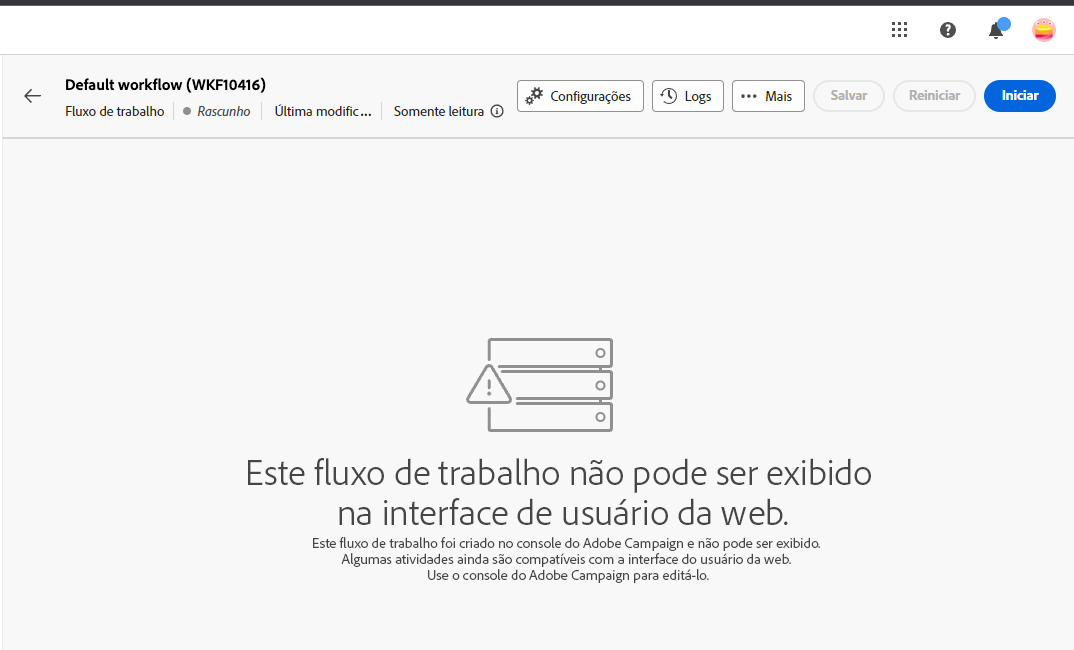 Default workflow (WKF10416)
Fluxo de trabalho Rascunho Última modific... Somente leitura
Configurações Logs Mais Salvar Reiniciar Iniciar
Este fluxo de trabalho não pode ser exibido
na interface de usuário da web.
Este fluxo de trabalho foi criado no console do Adobe Campaign e não pode ser exibido.
Algumas atividades ainda são compatíveis com a interface do usuário da web.
Use o console do Adobe Campaign para editá-lo.